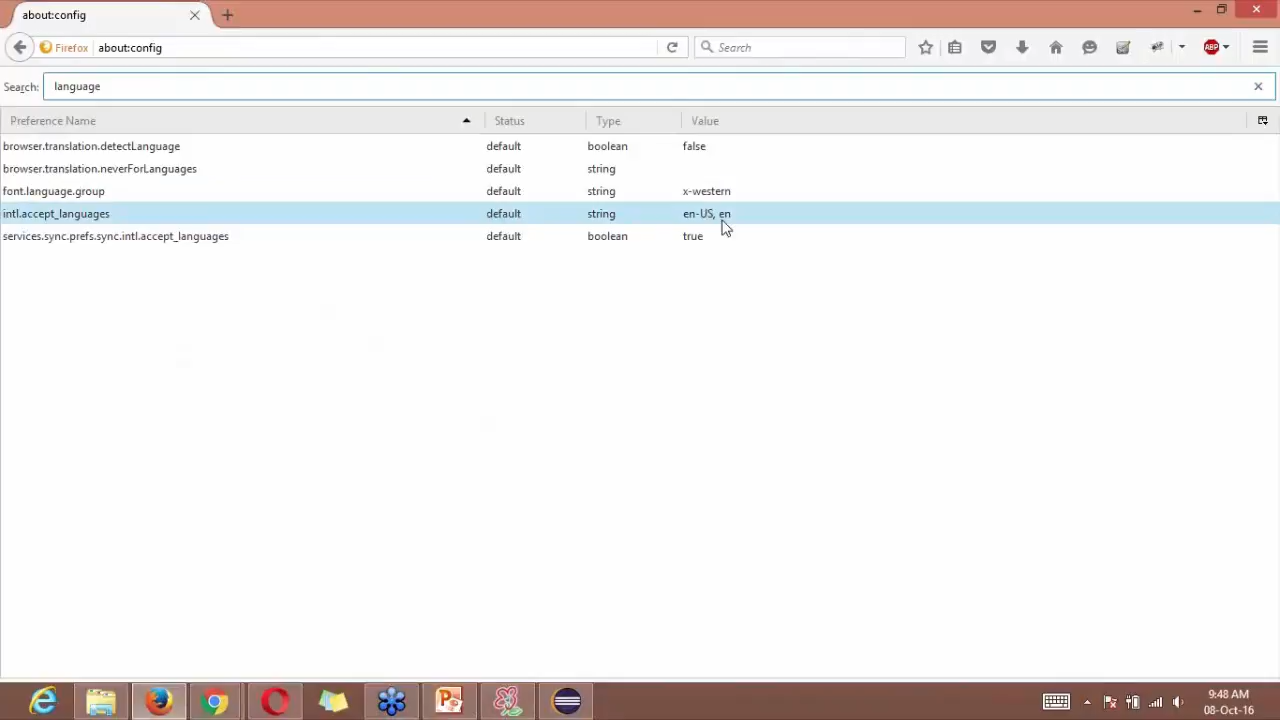 about:config
Firefox about:config Search ABP
Search: language
Preference Name Status Type Value
browser.translation.detectLanguage default boolean false
browser.translation.neverForLanguages default string
font.language.group default string x-western
intl.accept_languages default string en-US, en
services.sync.prefs.sync.intl.accept_languages default boolean true
9:48 AM
08-Oct-16